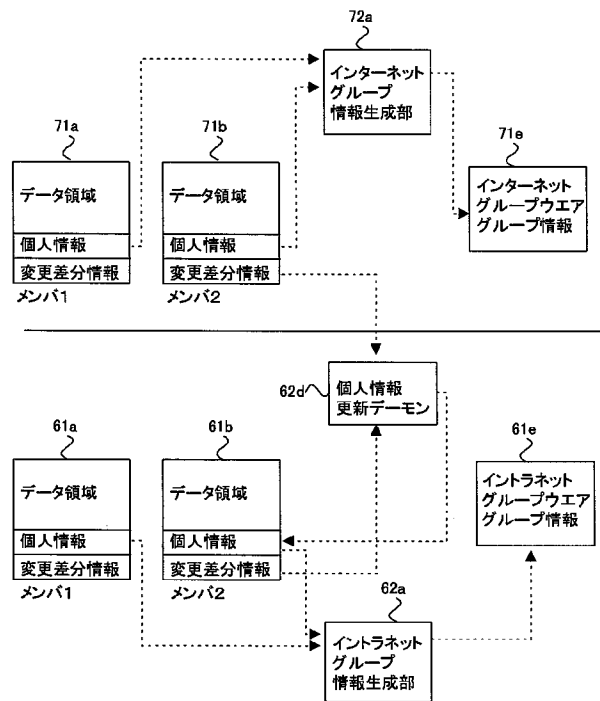 72a
インターネット
グループ
情報生成部
71a
71b
71e
データ領域
個人情報
変更差分情報
メンバ1
データ領域
個人情報
変更差分情報
メンバ2
インターネット
グループウエア
グループ情報
62d
個人情報
更新デーモン
61a
61b
61e
データ領域
個人情報
変更差分情報
メンバ1
データ領域
個人情報
変更差分情報
メンバ2
イントラネット
グループウエア
グループ情報
62a
イントラネット
グループ
情報生成部